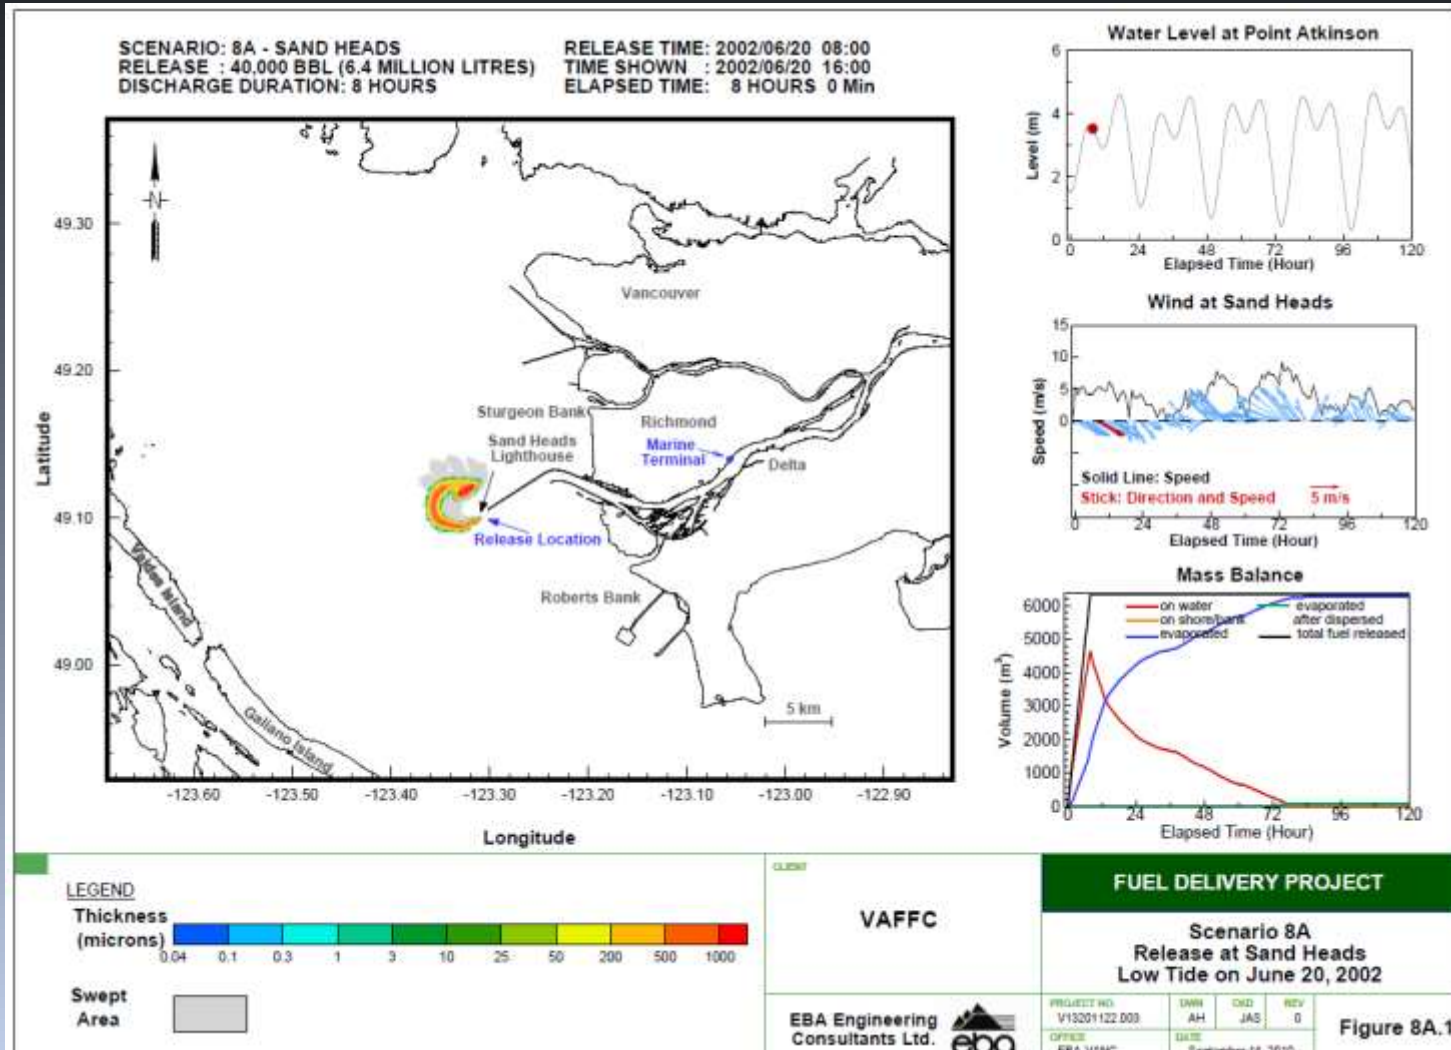 SCENARIO: 8A - SAND HEADS
RELEASE : 40,000 BBL (6.4 MILLION LITRES)
DISCHARGE DURATION: 8 HOURS
RELEASE TIME: 2002/06/20 08:00
TIME SHOWN : 2002/06/20 16:00
ELAPSED TIME: 8 HOURS 0 Min
N
Latitude
49.30
49.20
49.10
49.00
Vancouver
Sturgeon Bank
Richmond
Sand Heads
Lighthouse
Marine
Terminal
Delta
Release Location
Roberts Bank
Valdes Island
Galiano Island
5 km
-123.60
-123.50
-123.40
-123.30
-123.20
-123.10
-123.00
-122.90
Longitude
Water Level at Point Atkinson
Level (m)
6
4
2
0
0 24 48 72 96 120
Elapsed Time (Hour)
Wind at Sand Heads
Speed (m/s)
15
10
5
0
Solid Line: Speed
Stick: Direction and Speed
5 m/s
0 24 48 72 96 120
Elapsed Time (Hour)
Mass Balance
Volume (m³)
6000
5000
4000
3000
2000
1000
0
on water
on shore/bank
evaporated
evaporated
after dispersed
total fuel released
0 24 48 72 96 120
Elapsed Time (Hour)
LEGEND
Thickness
(microns)
0.04 0.1 0.3 1 3 10 25 50 200 500 1000
Swept
Area
CLIENT
VAFFC
EBA Engineering
Consultants Ltd.
eba
FUEL DELIVERY PROJECT
Scenario 8A
Release at Sand Heads
Low Tide on June 20, 2002
PROJECT NO.
V13201122.003
DWN
AH
CKD
JAS
REV
0
OFFICE
DATE
Figure 8A.1